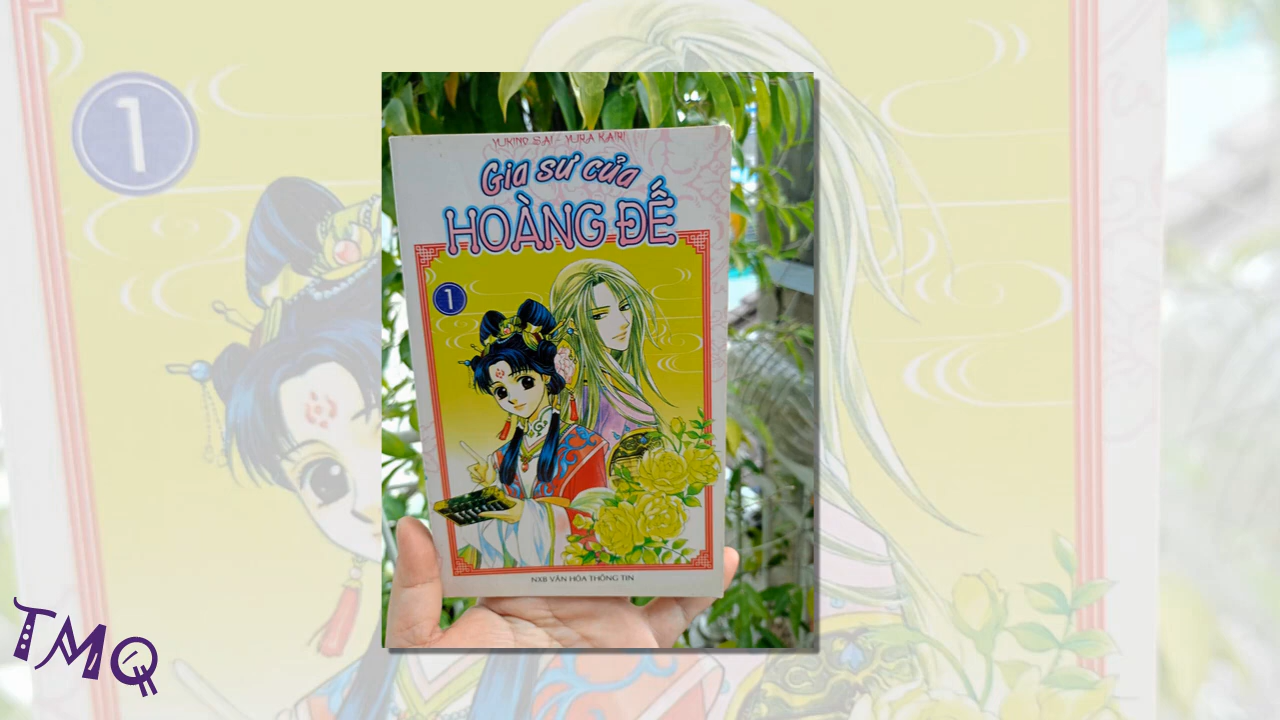 1
YUKINO SAI - YURA KAIRI
Gia sư của
HOÀNG ĐẾ
1
NXB VĂN HÓA THÔNG TIN
TMQ